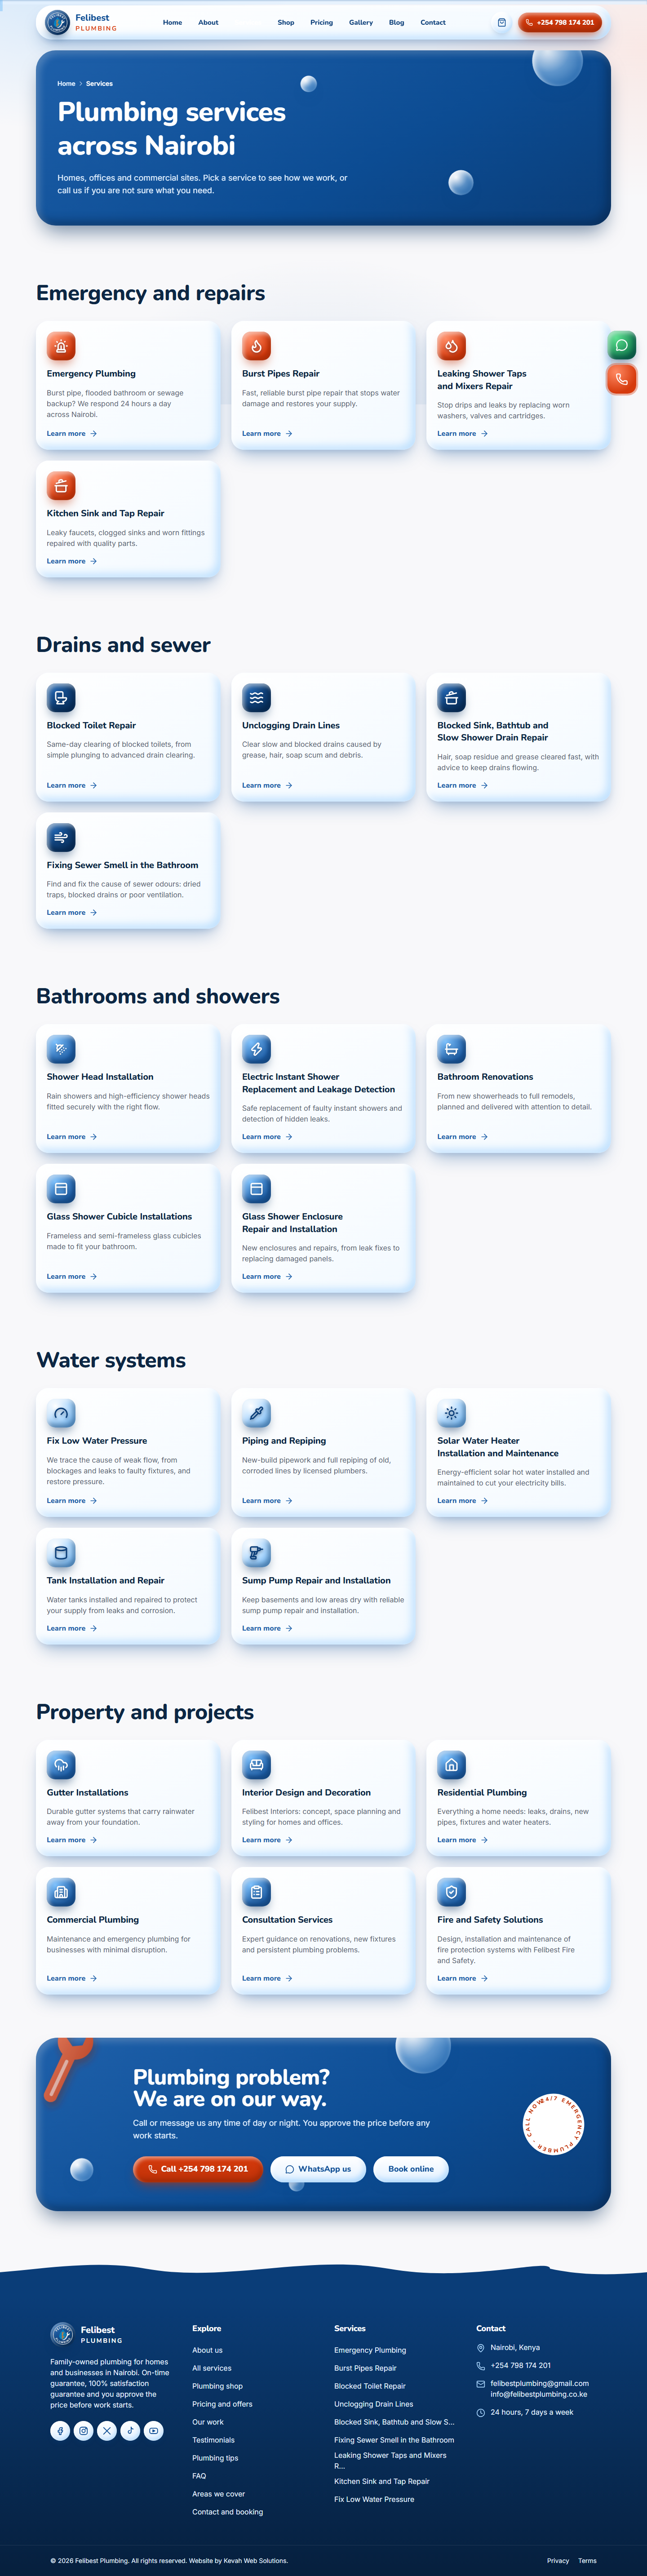 Felibest
PLUMBING
Home
About
Shop
Pricing
Gallery
Blog
Contact
+254 798 174 201
Home > Services
Plumbing services
across Nairobi
Homes, offices and commercial sites. Pick a service to see how we work, or
call us if you are not sure what you need.
Emergency and repairs
Emergency Plumbing
Burst pipe, flooded bathroom or sewage
backup? We respond 24 hours a day
across Nairobi.
Learn more
Burst Pipes Repair
Fast, reliable burst pipe repair that stops water
damage and restores your supply.
Learn more
Leaking Shower Taps
and Mixers Repair
Stop drips and leaks by replacing worn
washers, valves and cartridges.
Learn more
Kitchen Sink and Tap Repair
Leaky faucets, clogged sinks and worn fittings
repaired with quality parts.
Learn more
Drains and sewer
Blocked Toilet Repair
Same-day clearing of blocked toilets, from
simple plunging to advanced drain clearing.
Learn more
Unclogging Drain Lines
Clear slow and blocked drains caused by
grease, hair, soap scum and debris.
Learn more
Blocked Sink, Bathtub and
Slow Shower Drain Repair
Hair, soap residue and grease cleared fast, with
advice to keep drains flowing.
Learn more
Fixing Sewer Smell in the Bathroom
Find and fix the cause of sewer odours: dried
traps, blocked drains or poor ventilation.
Learn more
Bathrooms and showers
Shower Head Installation
Rain showers and high-efficiency shower heads
fitted securely with the right flow.
Learn more
Electric Instant Shower
Replacement and Leakage Detection
Safe replacement of faulty instant showers and
detection of hidden leaks.
Learn more
Bathroom Renovations
From new showerheads to full remodels,
planned and delivered with attention to detail.
Learn more
Glass Shower Cubicle Installations
Frameless and semi-frameless glass cubicles
made to fit your bathroom.
Learn more
Glass Shower Enclosure
Repair and Installation
New enclosures and repairs, from leak fixes to
replacing damaged panels.
Learn more
Water systems
Fix Low Water Pressure
We trace the cause of weak flow, from
blockages and leaks to faulty fixtures, and
restore pressure.
Learn more
Piping and Repiping
New-build pipework and full repiping of old,
corroded lines by licensed plumbers.
Learn more
Solar Water Heater
Installation and Maintenance
Energy-efficient solar hot water installed and
maintained to cut your electricity bills.
Learn more
Tank Installation and Repair
Water tanks installed and repaired to protect
your supply from leaks and corrosion.
Learn more
Sump Pump Repair and Installation
Keep basements and low areas dry with reliable
sump pump repair and installation.
Learn more
Property and projects
Gutter Installations
Durable gutter systems that carry rainwater
away from your foundation.
Learn more
Interior Design and Decoration
Felibest Interiors: concept, space planning and
styling for homes and offices.
Learn more
Residential Plumbing
Everything a home needs: leaks, drains, new
pipes, fixtures and water heaters.
Learn more
Commercial Plumbing
Maintenance and emergency plumbing for
businesses with minimal disruption.
Learn more
Consultation Services
Expert guidance on renovations, new fixtures
and persistent plumbing problems.
Learn more
Fire and Safety Solutions
Design, installation and maintenance of
fire protection systems with Felibest Fire
and Safety.
Learn more
Plumbing problem?
We are on our way.
Call or message us any time of day or night. You approve the price before any
work starts.
Call +254 798 174 201
WhatsApp us
Book online
24/7 EMERGENCY PLUMBER · CALL NOW
Felibest
PLUMBING
Family-owned plumbing for homes
and businesses in Nairobi. On-time
guarantee, 100% satisfaction
guarantee and you approve the
price before work starts.
Explore
About us
All services
Plumbing shop
Pricing and offers
Our work
Testimonials
Plumbing tips
FAQ
Areas we cover
Contact and booking
Services
Emergency Plumbing
Burst Pipes Repair
Blocked Toilet Repair
Unclogging Drain Lines
Blocked Sink, Bathtub and Slow S...
Fixing Sewer Smell in the Bathroom
Leaking Shower Taps and Mixers
R...
Kitchen Sink and Tap Repair
Fix Low Water Pressure
Contact
Nairobi, Kenya
+254 798 174 201
felibestplumbing@gmail.com
info@felibestplumbing.co.ke
24 hours, 7 days a week
© 2026 Felibest Plumbing. All rights reserved. Website by Kevah Web Solutions.
Privacy
Terms